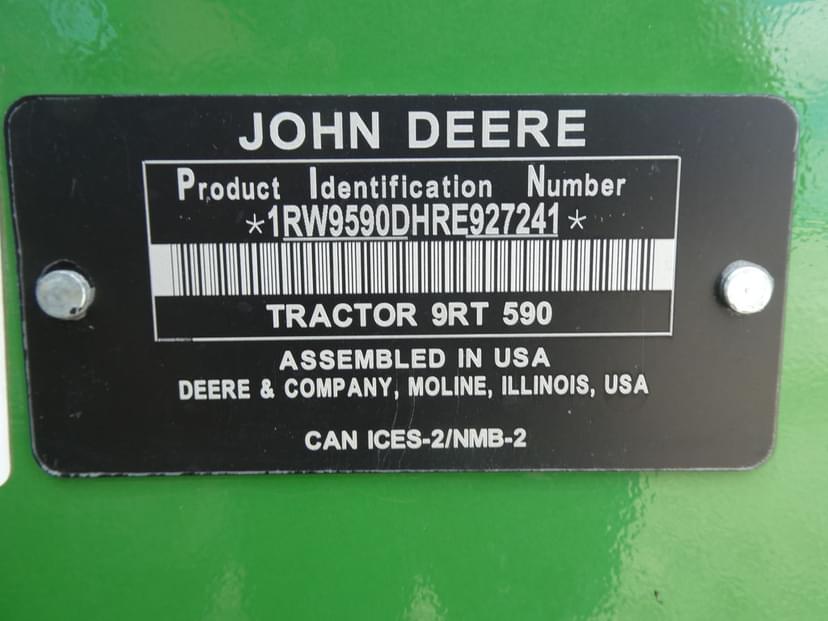 JOHN DEERE
Product Identification Number
*1RW9590DHRE927241*
TRACTOR 9RT 590
ASSEMBLED IN USA
DEERE & COMPANY, MOLINE, ILLINOIS, USA
CAN ICES-2/NMB-2